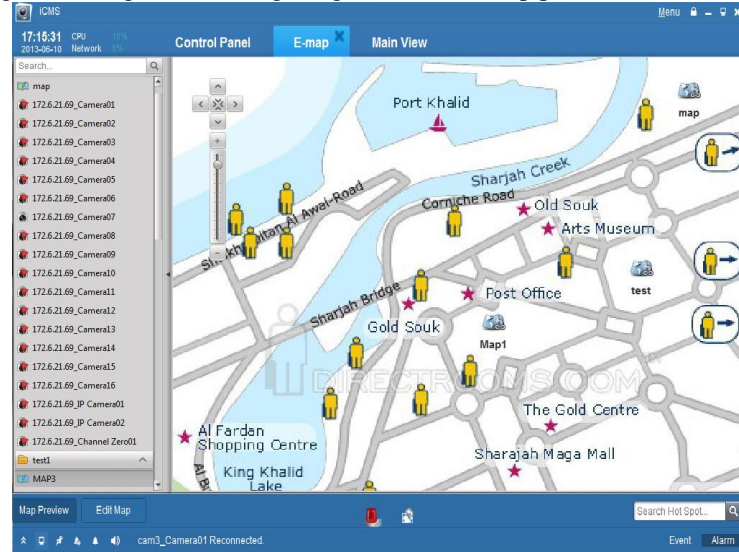 iCMS
Menu
17:15:31 CPU 10%
2013-06-10 Network 0%
Control Panel
E-map
Main View
Search...
map
172.6.21.69_Camera01
172.6.21.69_Camera02
172.6.21.69_Camera03
172.6.21.69_Camera04
172.6.21.69_Camera05
172.6.21.69_Camera06
172.6.21.69_Camera07
172.6.21.69_Camera08
172.6.21.69_Camera09
172.6.21.69_Camera10
172.6.21.69_Camera11
172.6.21.69_Camera12
172.6.21.69_Camera13
172.6.21.69_Camera14
172.6.21.69_Camera15
172.6.21.69_Camera16
172.6.21.69_IP Camera01
172.6.21.69_IP Camera02
172.6.21.69_Channel Zero01
test1
MAP3
Port Khalid
map
Sharjah Creek
Al Awal-Road
Corniche Road
Old Souk
Arts Museum
Sharjah Bridge
Post Office
test
Gold Souk
Map1
DIRECTROOMS.COM
The Gold Centre
Al Fardan
Shopping Centre
Sharajah Maga Mall
King Khalid
Lake
Map Preview
Edit Map
Search Hot Spot...
cam3_Camera01 Reconnected.
Event
Alarm